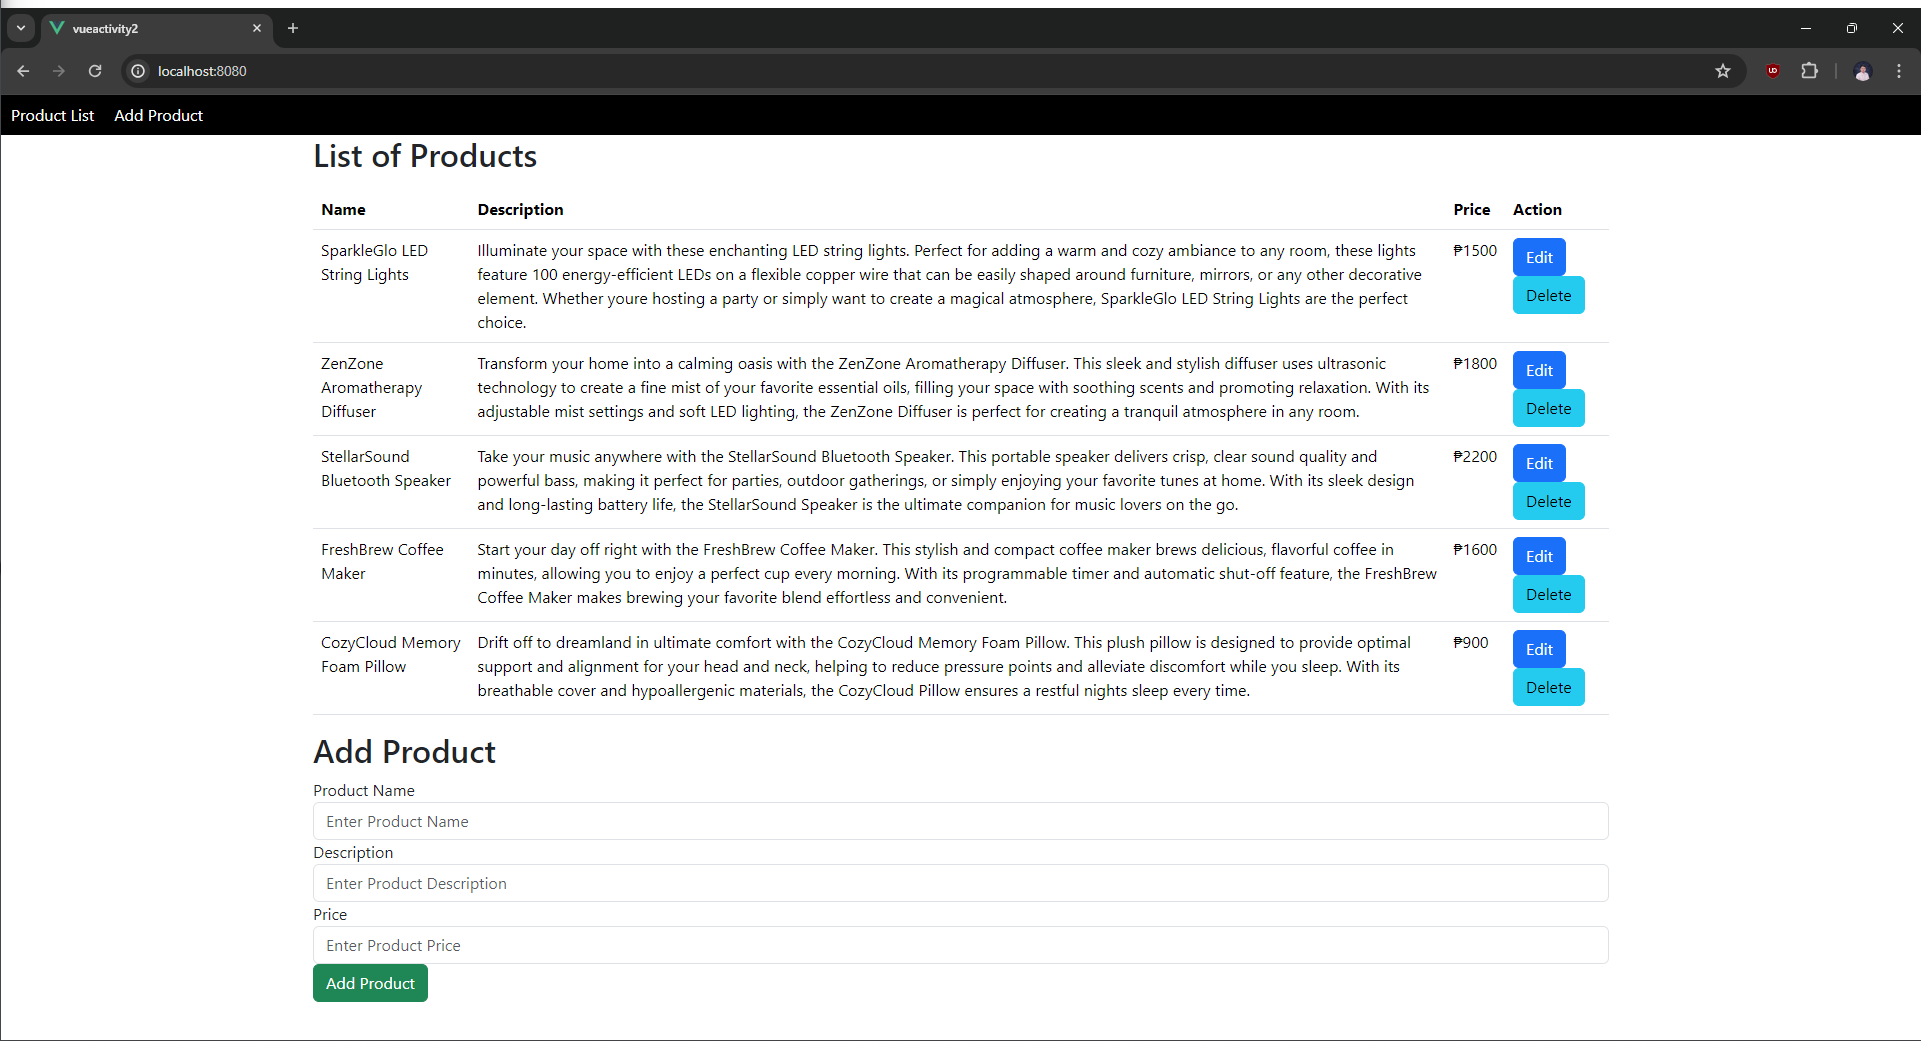 vueactivity2
localhost:8080
Product List Add Product
List of Products
Name Description Price Action
SparkleGlo LED
String Lights
Illuminate your space with these enchanting LED string lights. Perfect for adding a warm and cozy ambiance to any room, these lights
feature 100 energy-efficient LEDs on a flexible copper wire that can be easily shaped around furniture, mirrors, or any other decorative
element. Whether youre hosting a party or simply want to create a magical atmosphere, SparkleGlo LED String Lights are the perfect
choice.
₱1500
Edit
Delete
ZenZone
Aromatherapy
Diffuser
Transform your home into a calming oasis with the ZenZone Aromatherapy Diffuser. This sleek and stylish diffuser uses ultrasonic
technology to create a fine mist of your favorite essential oils, filling your space with soothing scents and promoting relaxation. With its
adjustable mist settings and soft LED lighting, the ZenZone Diffuser is perfect for creating a tranquil atmosphere in any room.
₱1800
Edit
Delete
StellarSound
Bluetooth Speaker
Take your music anywhere with the StellarSound Bluetooth Speaker. This portable speaker delivers crisp, clear sound quality and
powerful bass, making it perfect for parties, outdoor gatherings, or simply enjoying your favorite tunes at home. With its sleek design
and long-lasting battery life, the StellarSound Speaker is the ultimate companion for music lovers on the go.
₱2200
Edit
Delete
FreshBrew Coffee
Maker
Start your day off right with the FreshBrew Coffee Maker. This stylish and compact coffee maker brews delicious, flavorful coffee in
minutes, allowing you to enjoy a perfect cup every morning. With its programmable timer and automatic shut-off feature, the FreshBrew
Coffee Maker makes brewing your favorite blend effortless and convenient.
₱1600
Edit
Delete
CozyCloud Memory
Foam Pillow
Drift off to dreamland in ultimate comfort with the CozyCloud Memory Foam Pillow. This plush pillow is designed to provide optimal
support and alignment for your head and neck, helping to reduce pressure points and alleviate discomfort while you sleep. With its
breathable cover and hypoallergenic materials, the CozyCloud Pillow ensures a restful nights sleep every time.
₱900
Edit
Delete
Add Product
Product Name
Enter Product Name
Description
Enter Product Description
Price
Enter Product Price
Add Product